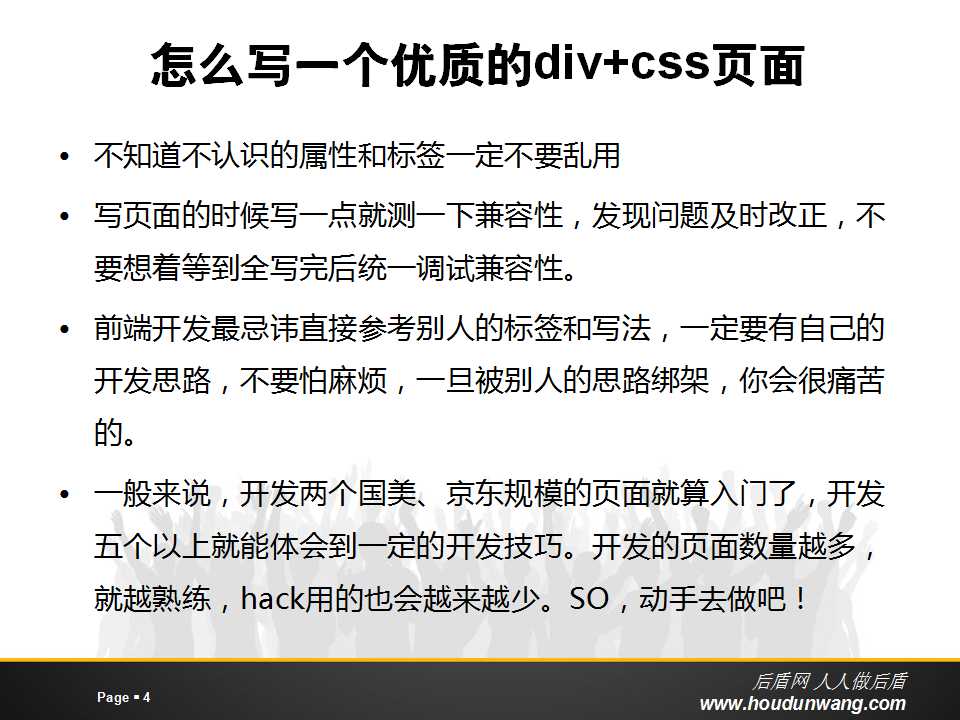 怎么写一个优质的div+css页面
• 不知道不认识的属性和标签一定不要乱用
• 写页面的时候写一点就测一下兼容性，发现问题及时改正，不
要想着等到全写完后统一调试兼容性。
• 前端开发最忌讳直接参考别人的标签和写法，一定要有自己的
开发思路，不要怕麻烦，一旦被别人的思路绑架，你会很痛苦
的。
• 一般来说，开发两个国美、京东规模的页面就算入门了，开发
五个以上就能体会到一定的开发技巧。开发的页面数量越多，
就越熟练，hack用的也会越来越少。SO，动手去做吧！
Page ▪ 4
后盾网 人人做后盾
www.houdunwang.com